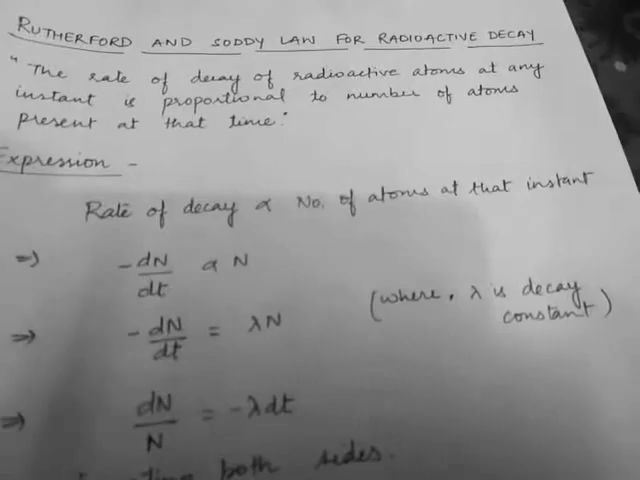 RUTHERFORD AND SODDY LAW FOR RADIOACTIVE DECAY
"The rate of decay of radioactive atoms at any
instant is proportional to number of atoms
present at that time."
Expression -
Rate of decay ∝ No. of atoms at that instant
⇒ -dN/dt ∝ N
(where, λ is decay
constant)
⇒ -dN/dt = λN
⇒ dN/N = -λdt
both sides.